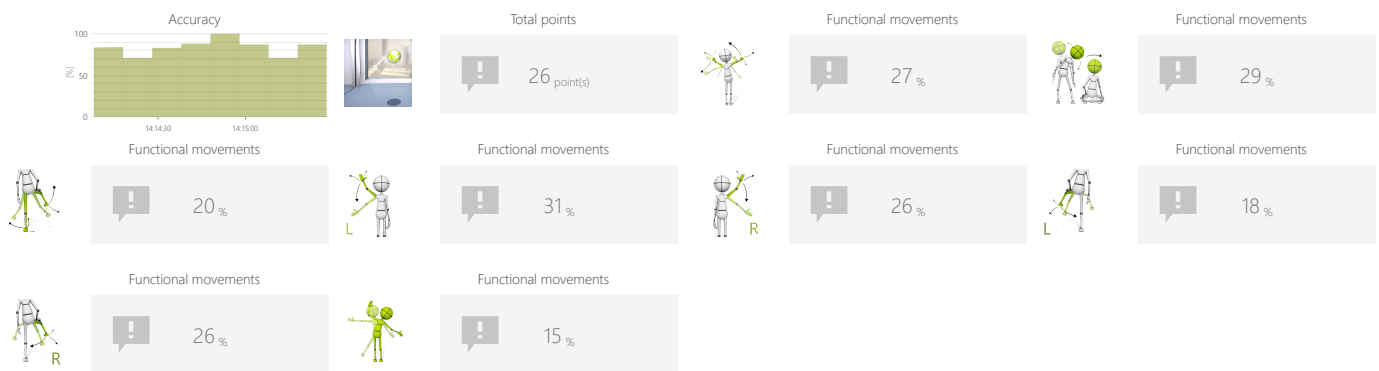 Accuracy
100
[%]
50
0
14:14:30
14:15:00
Total points
26 point(s)
Functional movements
27 %
Functional movements
29 %
Functional movements
20 %
Functional movements
L
31 %
Functional movements
R
26 %
Functional movements
L
18 %
Functional movements
R
26 %
Functional movements
15 %